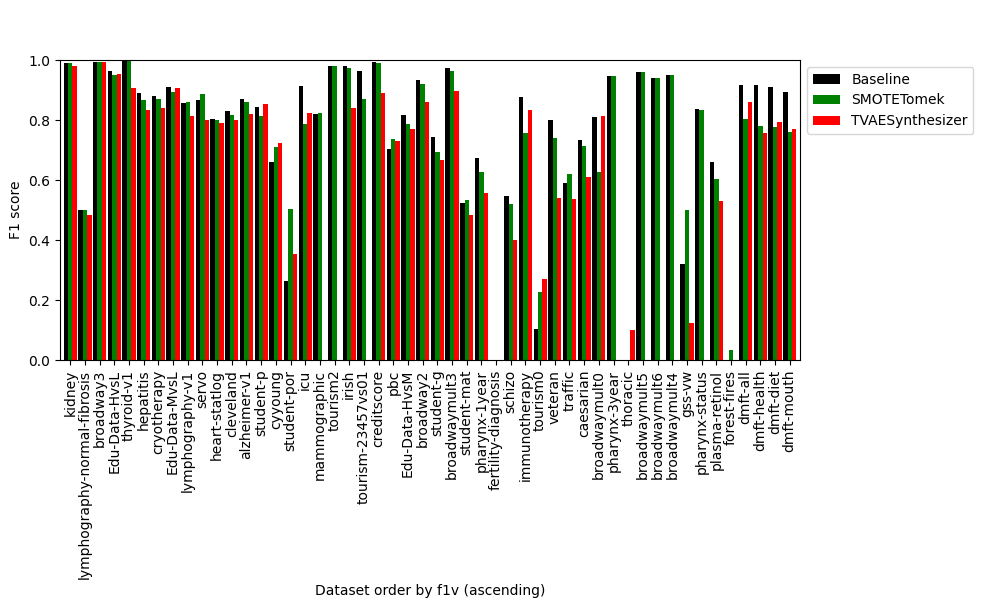 Baseline
SMOTETomek
TVAESynthesizer
F1 score
1.0
0.8
0.6
0.4
0.2
0.0
kidney
lymphography-normal-fibrosis
broadway3
Edu-Data-HvsL
thyroid-v1
hepatitis
cryotherapy
Edu-Data-MvsL
lymphography-v1
servo
heart-statlog
cleveland
alzheimer-v1
student-p
cyyoung
student-por
icu
mammographic
tourism2
irish
tourism-23457vs01
creditscore
pbc
Edu-Data-HvsM
broadway2
student-g
broadwaymult3
student-mat
pharynx-1year
fertility-diagnosis
schizo
immunotherapy
tourism0
veteran
traffic
caesarian
broadwaymult0
pharynx-3year
thoracic
broadwaymult5
broadwaymult6
broadwaymult4
gss-vw
pharynx-status
plasma-retinol
forest-fires
dmft-all
dmft-health
dmft-diet
dmft-mouth
Dataset order by f1v (ascending)